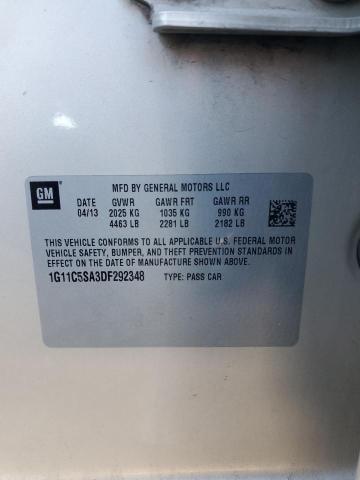 GM
MFD BY GENERAL MOTORS LLC
DATE GVWR GAWR FRT GAWR RR
04/13 2025 KG 1035 KG 990 KG
4463 LB 2281 LB 2182 LB
THIS VEHICLE CONFORMS TO ALL APPLICABLE U.S. FEDERAL MOTOR
VEHICLE SAFETY, BUMPER, AND THEFT PREVENTION STANDARDS IN
EFFECT ON THE DATE OF MANUFACTURE SHOWN ABOVE.
1G11C5SA3DF292348 TYPE: PASS CAR